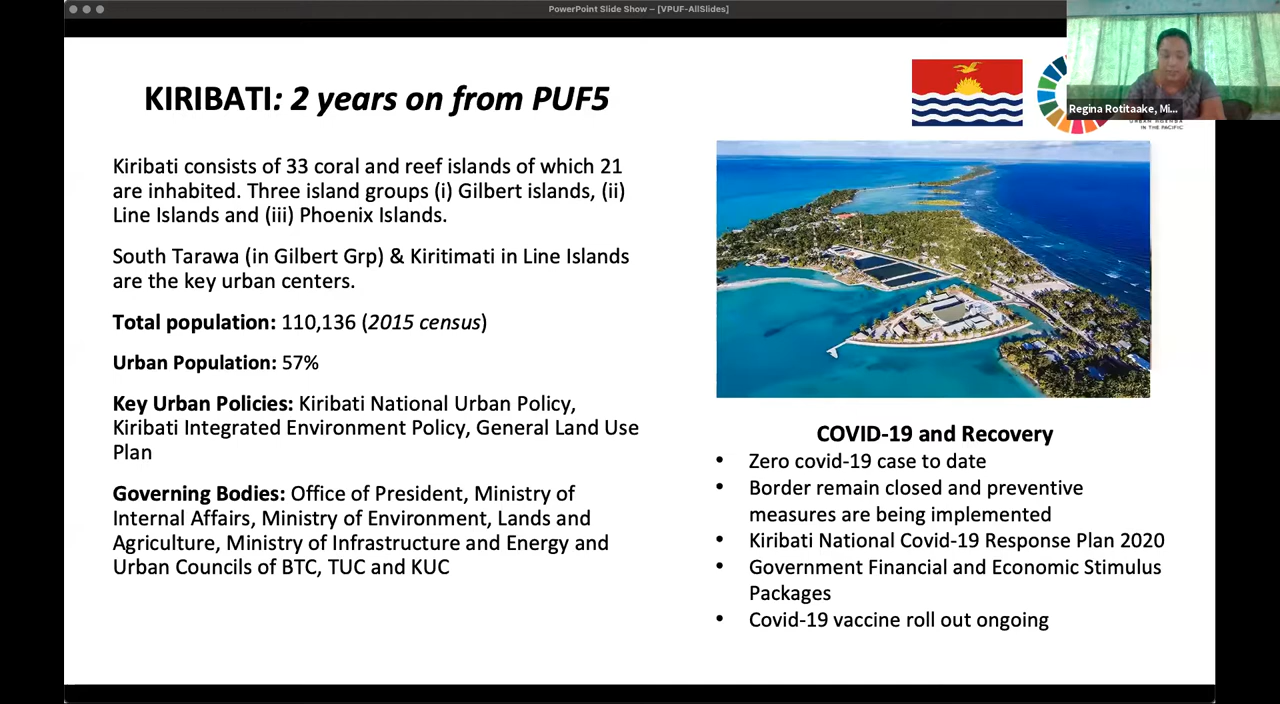 PowerPoint Slide Show – [VPUF-AllSlides]
KIRIBATI: 2 years on from PUF5
Regina Rotitaake, Mi...
URBAN AGENDA
IN THE PACIFIC
Kiribati consists of 33 coral and reef islands of which 21
are inhabited. Three island groups (i) Gilbert islands, (ii)
Line Islands and (iii) Phoenix Islands.
South Tarawa (in Gilbert Grp) & Kiritimati in Line Islands
are the key urban centers.
Total population: 110,136 (2015 census)
Urban Population: 57%
Key Urban Policies: Kiribati National Urban Policy,
Kiribati Integrated Environment Policy, General Land Use
Plan
Governing Bodies: Office of President, Ministry of
Internal Affairs, Ministry of Environment, Lands and
Agriculture, Ministry of Infrastructure and Energy and
Urban Councils of BTC, TUC and KUC
COVID-19 and Recovery
• Zero covid-19 case to date
• Border remain closed and preventive
measures are being implemented
• Kiribati National Covid-19 Response Plan 2020
• Government Financial and Economic Stimulus
Packages
• Covid-19 vaccine roll out ongoing